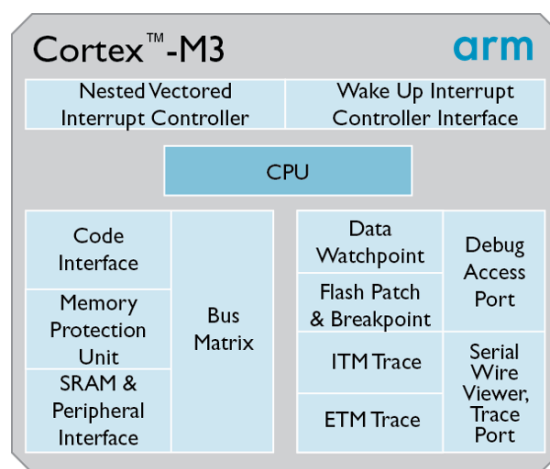 Cortex™-M3
arm
Nested Vectored
Interrupt Controller
Wake Up Interrupt
Controller Interface
CPU
Code
Interface
Memory
Protection
Unit
SRAM &
Peripheral
Interface
Bus
Matrix
Data
Watchpoint
Flash Patch
& Breakpoint
ITM Trace
ETM Trace
Debug
Access
Port
Serial
Wire
Viewer,
Trace
Port